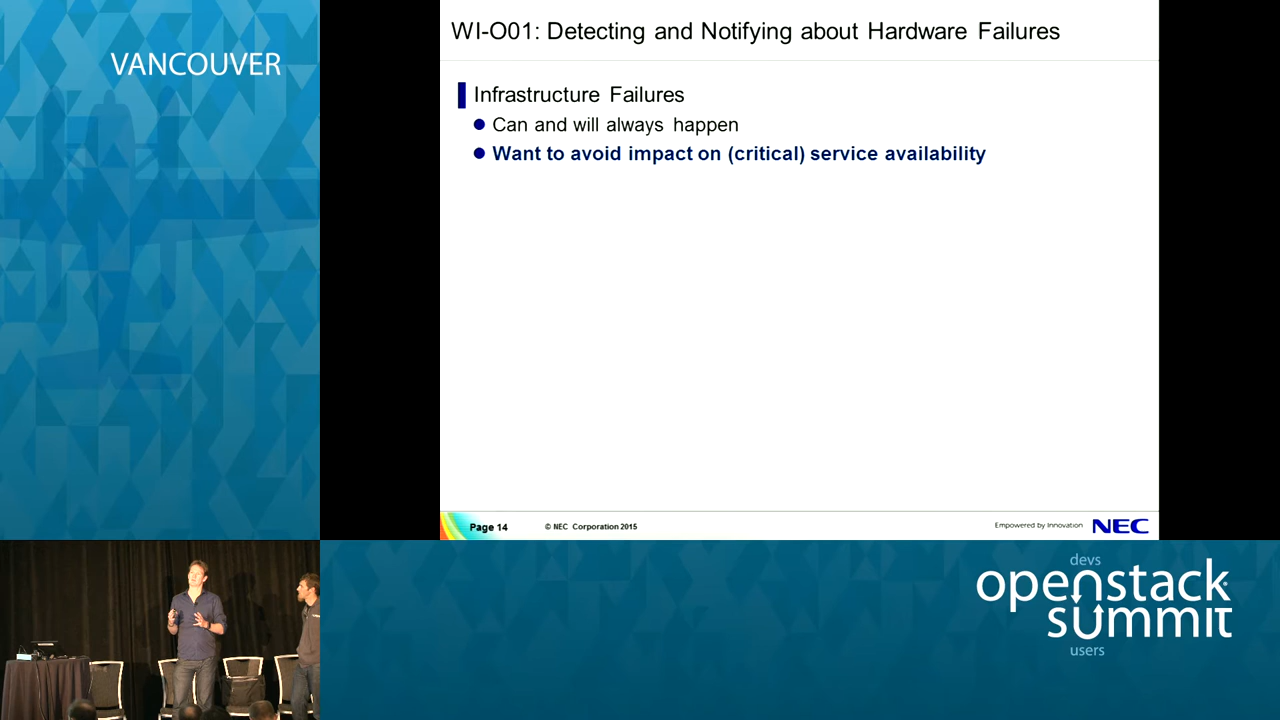 VANCOUVER
WI-O01: Detecting and Notifying about Hardware Failures
Infrastructure Failures
Can and will always happen
Want to avoid impact on (critical) service availability
Page 14
© NEC Corporation 2015
Empowered by Innovation
NEC
devs
openstack
summit
users